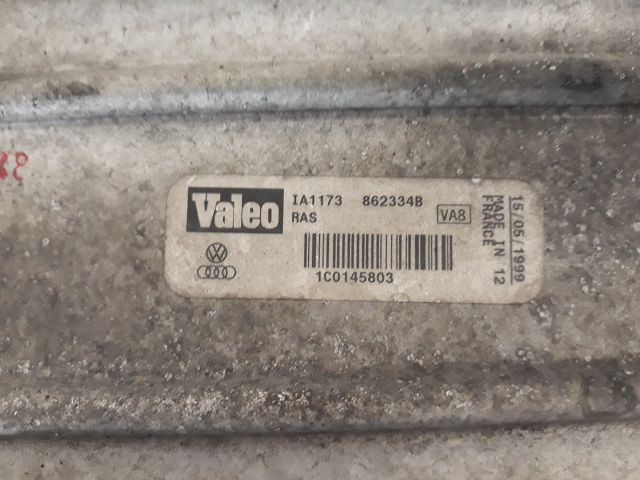 Valeo
IA1173 862334B
RAS
VA8
1C0145803
15/05/1999
MADE IN 12
FRANCE